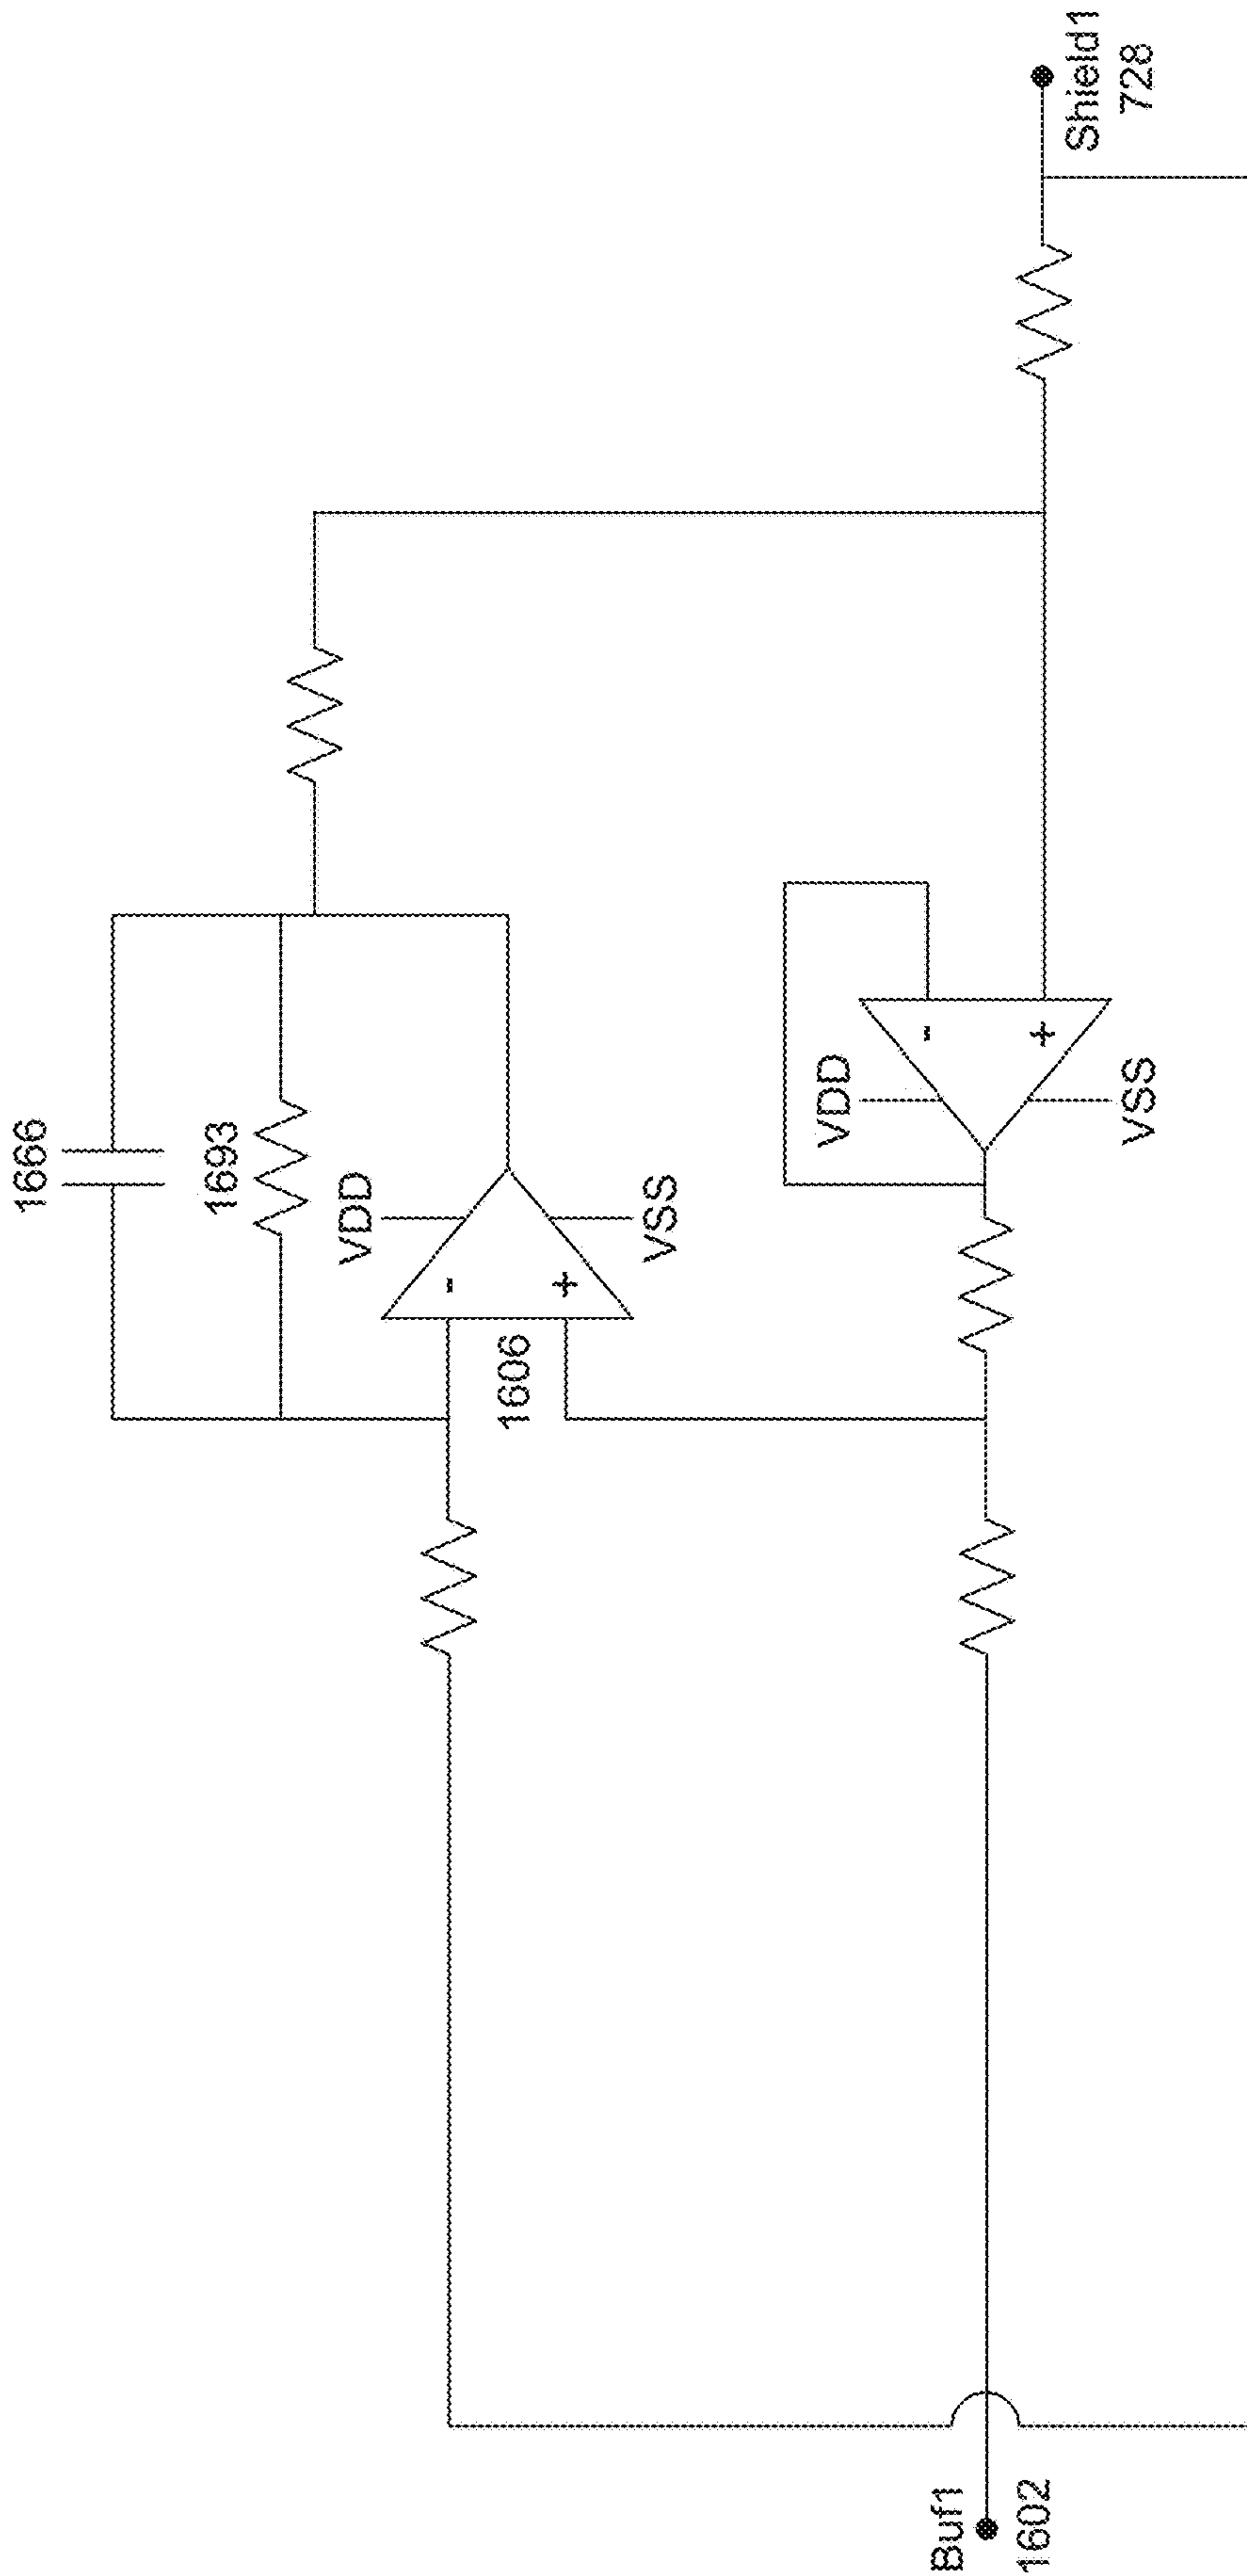 1666
1693
VDD
-
1606
+
VSS
VDD
-
+
VSS
Buf1
1602
Shield1
728